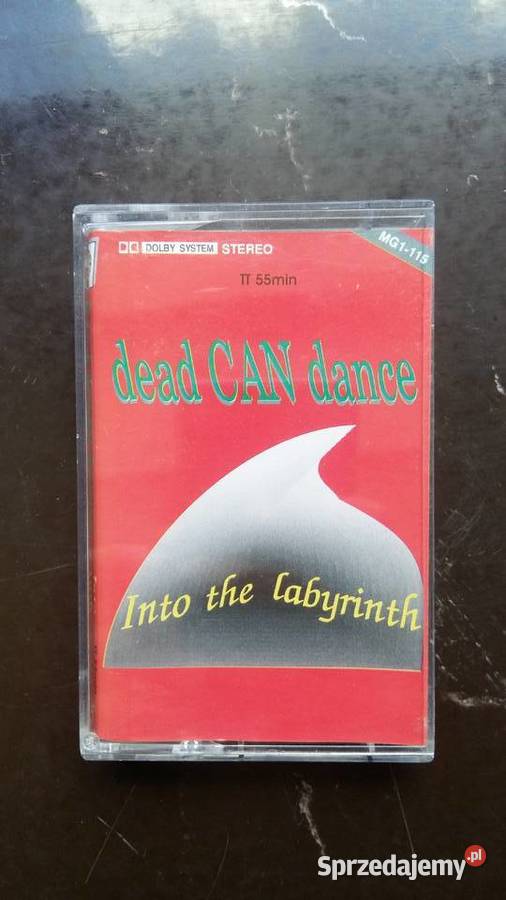 DOLBY SYSTEM STEREO
MG1-115
TT 55min
dead CAN dance
Into the labyrinth
Sprzedajemy.pl